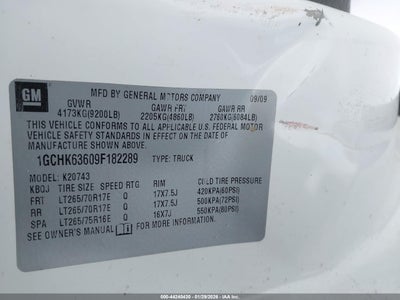 GM
MFD BY GENERAL MOTORS COMPANY 09/09
GVWR GAWR FRT GAWR RR
4173KG(9200LB) 2205KG(4860LB) 2760KG(6084LB)
THIS VEHICLE CONFORMS TO ALL APPLICABLE U.S. FEDERAL MOTOR
VEHICLE SAFETY STANDARDS IN EFFECT ON THE DATE OF
MANUFACTURE SHOWN ABOVE.
1GCHK63609F182289 TYPE: TRUCK
MODEL: K20743
KBOJ TIRE SIZE SPEED RTG RIM COLD TIRE PRESSURE
FRT LT265/70R17E Q 17X7.5J 420KPA(60PSI)
RR LT265/70R17E Q 17X7.5J 500KPA(72PSI)
SPA LT265/75R16E Q 16X7J 550KPA(80PSI)
SEE OWNER'S MANUAL FOR MORE INFORMATION.
500-44240420 - 01/29/2026 - IAA